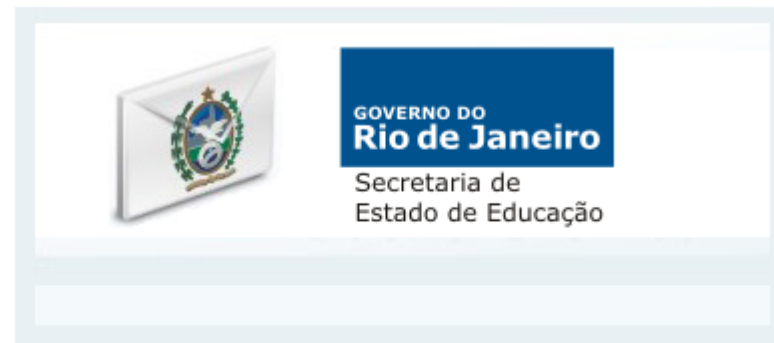 GOVERNO DO
Rio de Janeiro
Secretaria de
Estado de Educação